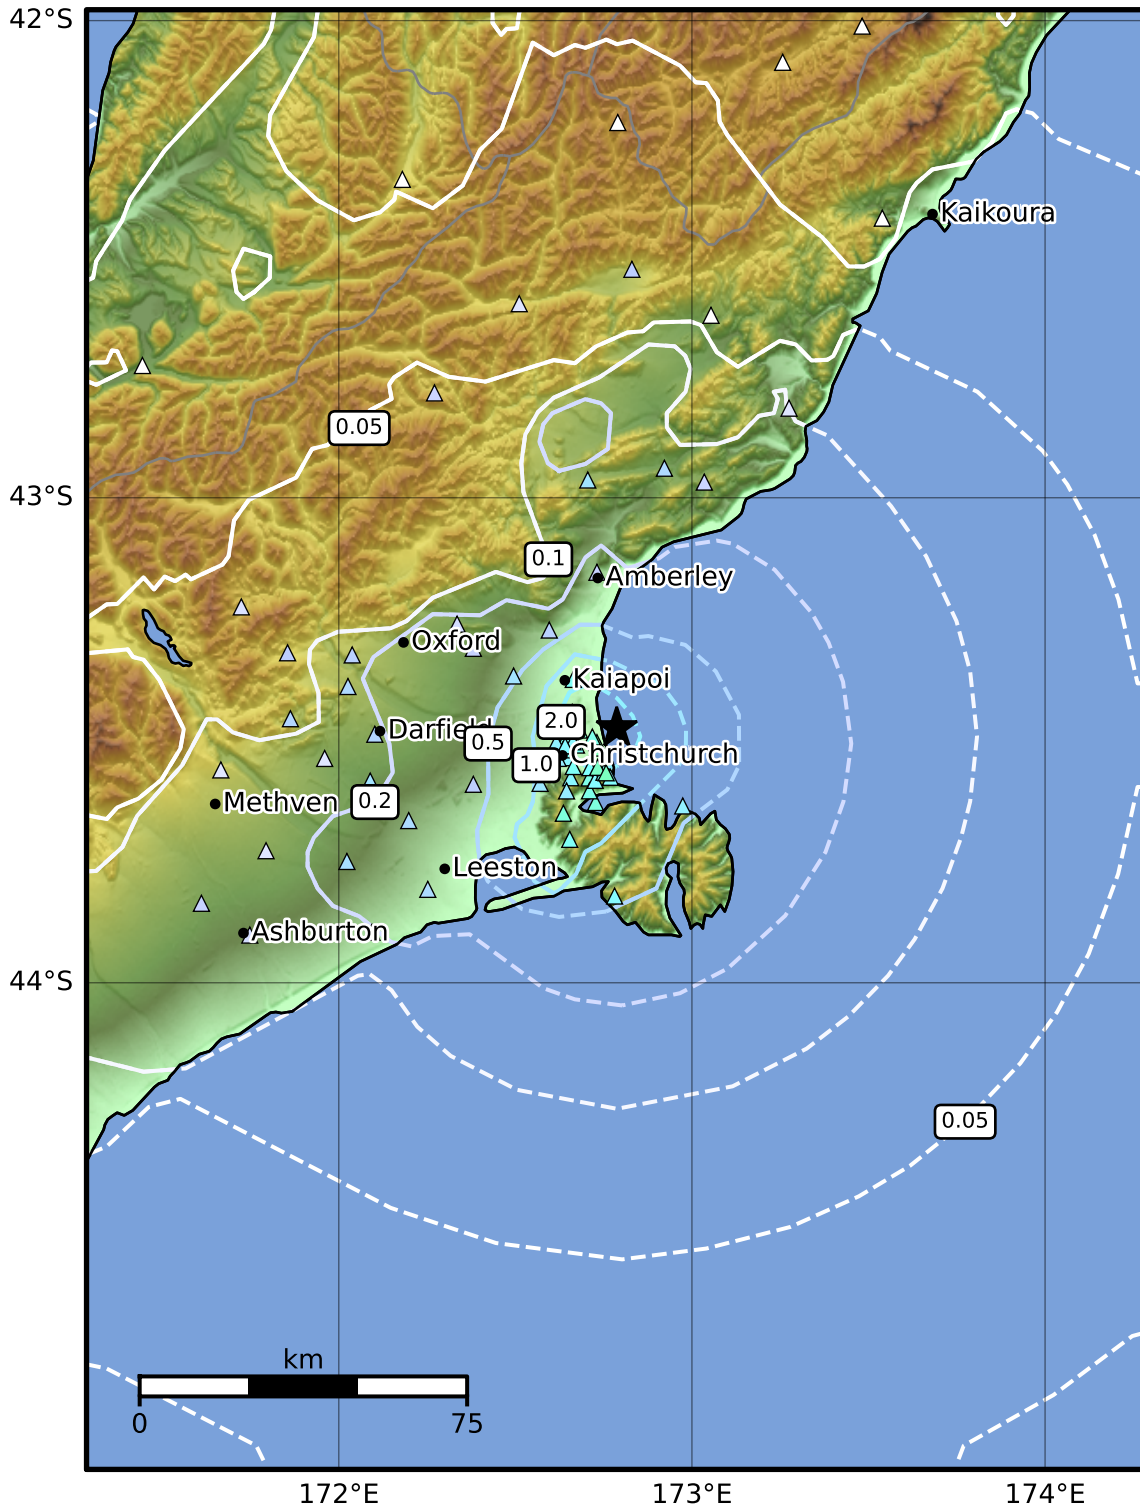 42°S
Kaikoura
0.05
43°S
0.1
Amberley
Oxford
Kaiapoi
2.0
Darfield
0.5
Christchurch
1.0
0.2
Methven
Leeston
Ashburton
44°S
0.05
km
0
75
172°E
173°E
174°E